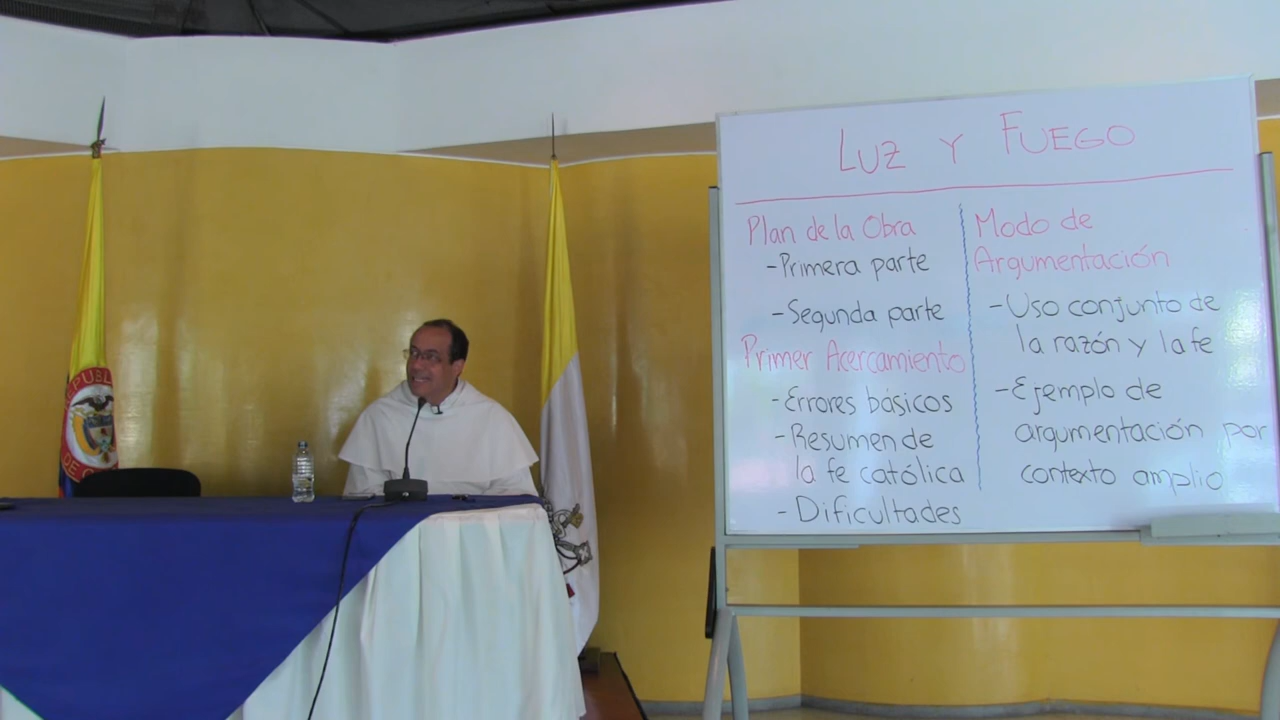 LUZ Y FUEGO
Plan de la Obra
- Primera parte
- Segunda parte
Primer Acercamiento
- Errores básicos
- Resumen de
la fe católica
- Dificultades
Modo de
Argumentación
- Uso conjunto de
la razón y la fe
- Ejemplo de
argumentación por
contexto amplio